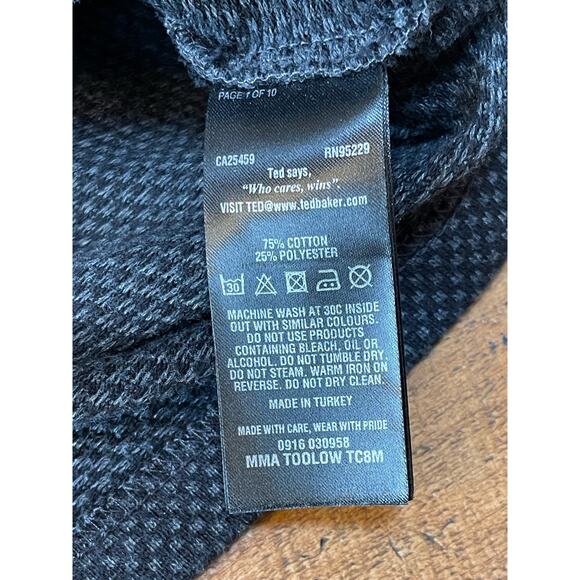 PAGE 1 OF 10
CA25459 RN95229
Ted says,
"Who cares, wins".
VISIT TED@www.tedbaker.com
75% COTTON
25% POLYESTER
30
MACHINE WASH AT 30C INSIDE
OUT WITH SIMILAR COLOURS.
DO NOT USE PRODUCTS
CONTAINING BLEACH, OIL OR
ALCOHOL. DO NOT TUMBLE DRY.
DO NOT STEAM. WARM IRON ON
REVERSE. DO NOT DRY CLEAN.
MADE IN TURKEY
MADE WITH CARE, WEAR WITH PRIDE
0916 030958
MMA TOOLOW TC8M